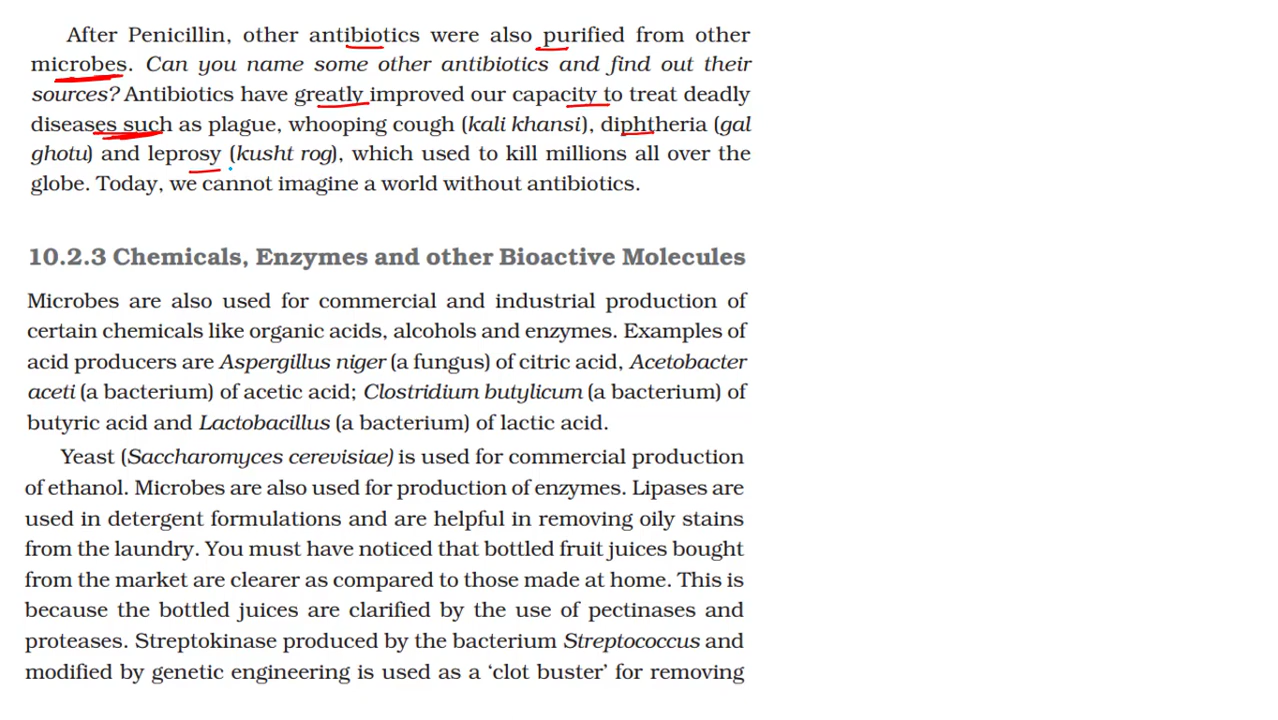 After Penicillin, other antibiotics were also purified from other
microbes. Can you name some other antibiotics and find out their
sources? Antibiotics have greatly improved our capacity to treat deadly
diseases such as plague, whooping cough (kali khansi), diphtheria (gal
ghotu) and leprosy (kusht rog), which used to kill millions all over the
globe. Today, we cannot imagine a world without antibiotics.
10.2.3 Chemicals, Enzymes and other Bioactive Molecules
Microbes are also used for commercial and industrial production of
certain chemicals like organic acids, alcohols and enzymes. Examples of
acid producers are Aspergillus niger (a fungus) of citric acid, Acetobacter
aceti (a bacterium) of acetic acid; Clostridium butylicum (a bacterium) of
butyric acid and Lactobacillus (a bacterium) of lactic acid.
Yeast (Saccharomyces cerevisiae) is used for commercial production
of ethanol. Microbes are also used for production of enzymes. Lipases are
used in detergent formulations and are helpful in removing oily stains
from the laundry. You must have noticed that bottled fruit juices bought
from the market are clearer as compared to those made at home. This is
because the bottled juices are clarified by the use of pectinases and
proteases. Streptokinase produced by the bacterium Streptococcus and
modified by genetic engineering is used as a ‘clot buster’ for removing